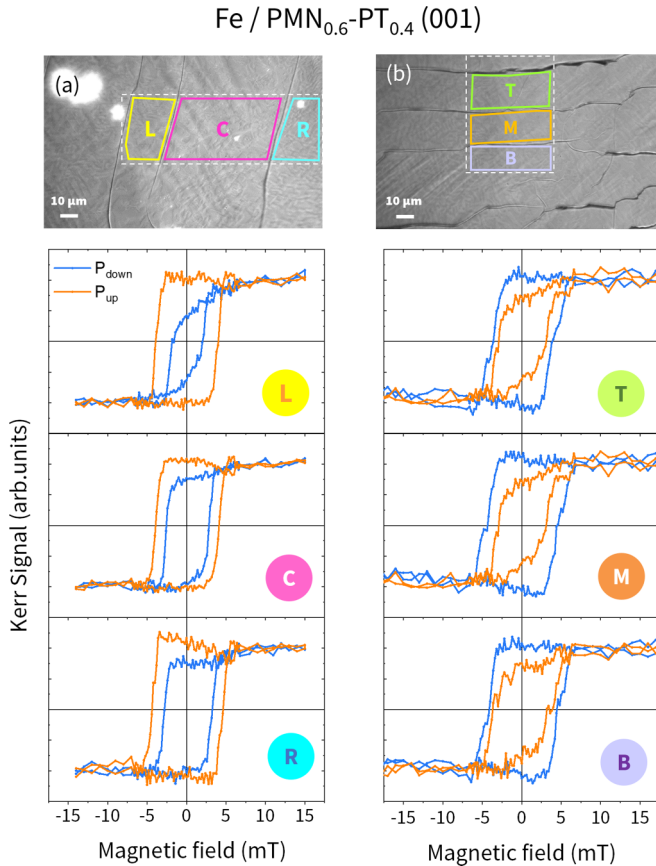 Fe / PMN0.6-PT0.4 (001)
(a)
L
C
R
10 µm
(b)
T
M
B
10 µm
Pdown
Pup
L
T
C
M
R
B
Kerr Signal (arb.units)
-15 -10 -5 0 5 10 15
-15 -10 -5 0 5 10 15
Magnetic field (mT)
Magnetic field (mT)